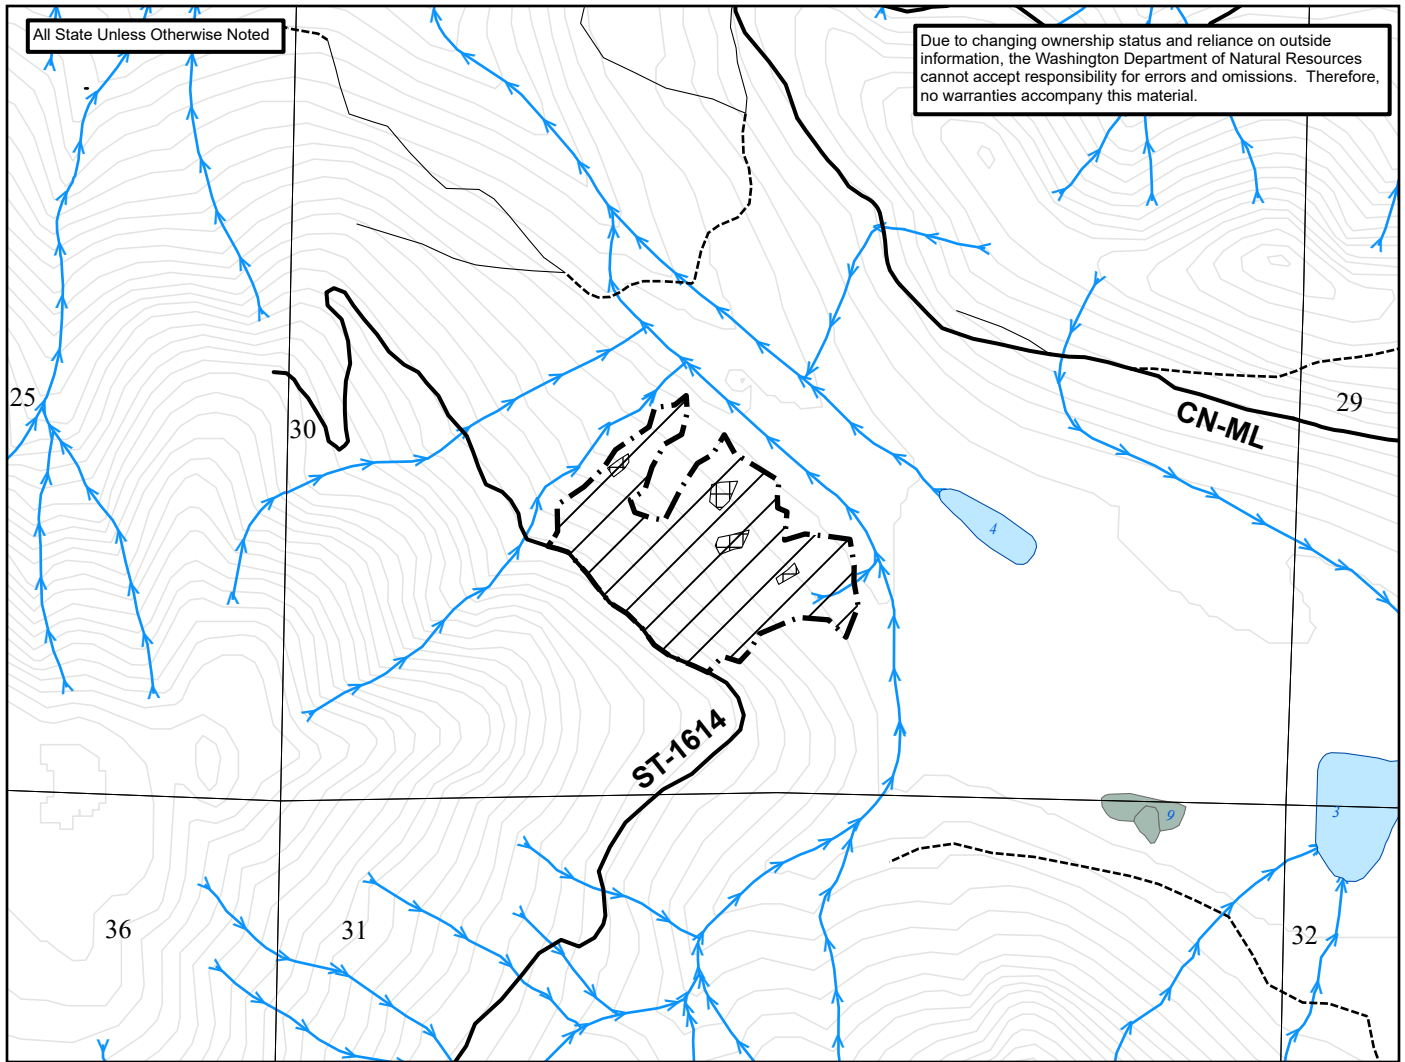 All State Unless Otherwise Noted
Due to changing ownership status and reliance on outside
information, the Washington Department of Natural Resources
cannot accept responsibility for errors and omissions. Therefore,
no warranties accompany this material.
25
30
29
CN-ML
4
ST-1614
9
3
36
31
32